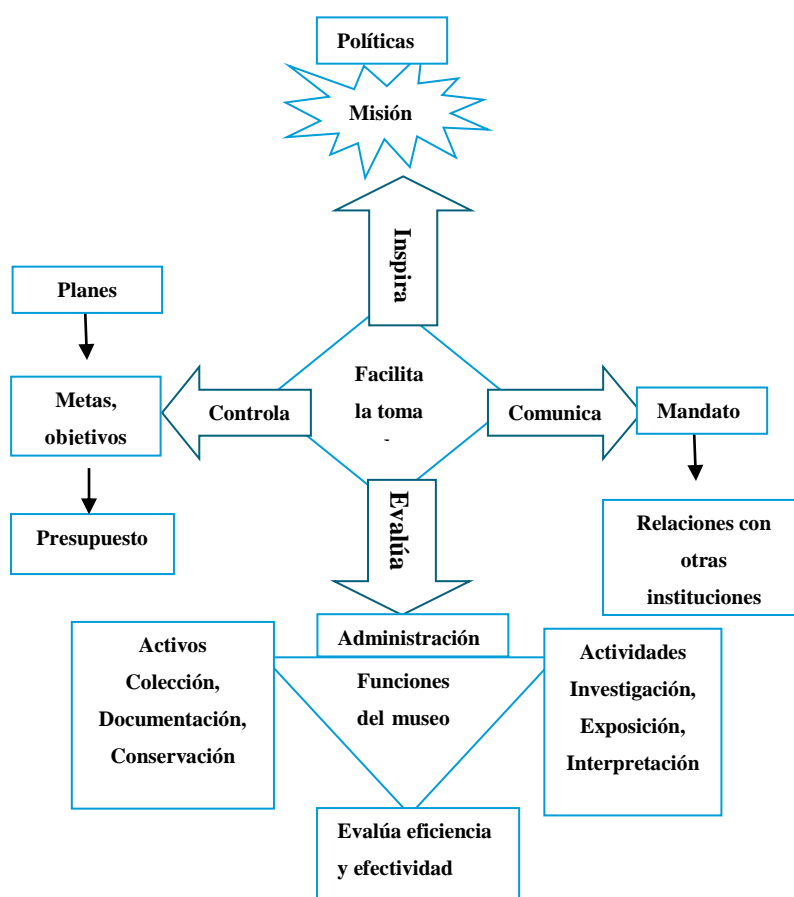 Políticas
Misión
Inspira
Planes
Facilita
la toma
Metas,
objetivos
Controla
Comunica
Mandato
Evalúa
Presupuesto
Relaciones con
otras
instituciones
Administración
Activos
Colección,
Documentación,
Conservación
Funciones
del museo
Actividades
Investigación,
Exposición,
Interpretación
Evalúa eficiencia
y efectividad